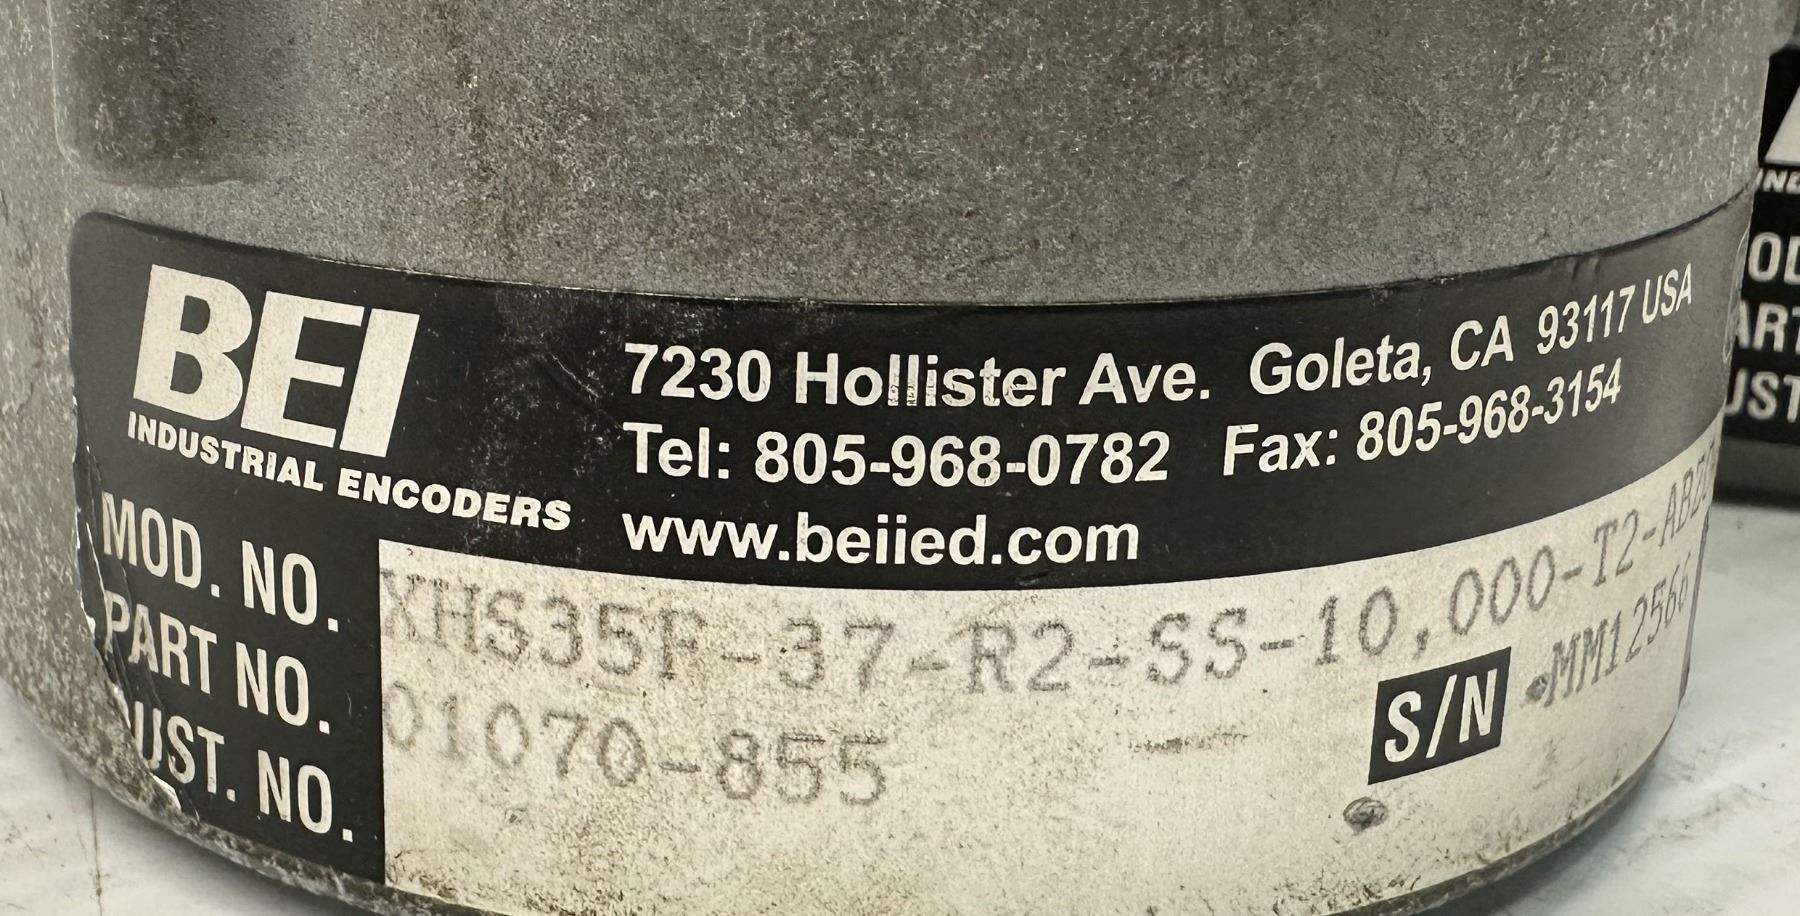 BEI
INDUSTRIAL ENCODERS
7230 Hollister Ave. Goleta, CA 93117 USA
Tel: 805-968-0782 Fax: 805-968-3154
www.beiied.com
MOD. NO. XHS35F-37-R2-SS-10,000-T2-
PART NO. 01070-855
S/N MM12566
CUST. NO.